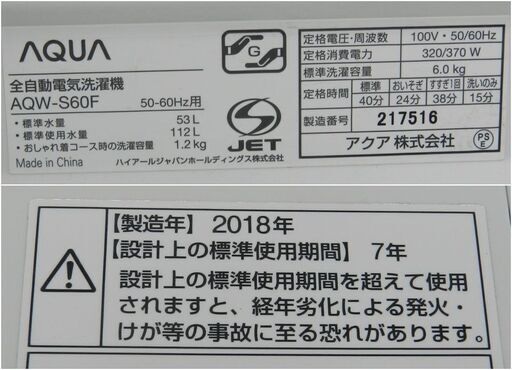 AQUA
全自動電気洗濯機
AQW-S60F 50-60Hz用
・標準水量 53L
・標準使用水量 112L
・おしゃれ着コース時の洗濯容量 1.2kg
Made in China ハイアールジャパンホールディングス株式会社
G
S
JET
定格電圧・周波数 100V・50/60Hz
定格消費電力 320/370 W
標準洗濯容量 6.0kg
定格時間 標準 おいそぎ すすぎ1回 洗いのみ
40分 24分 38分 15分
製造番号 217516
アクア 株式会社
PS
E
【製造年】2018年
【設計上の標準使用期間】7年
設計上の標準使用期間を超えて使用
されますと、経年劣化による発火・
けが等の事故に至る恐れがあります。